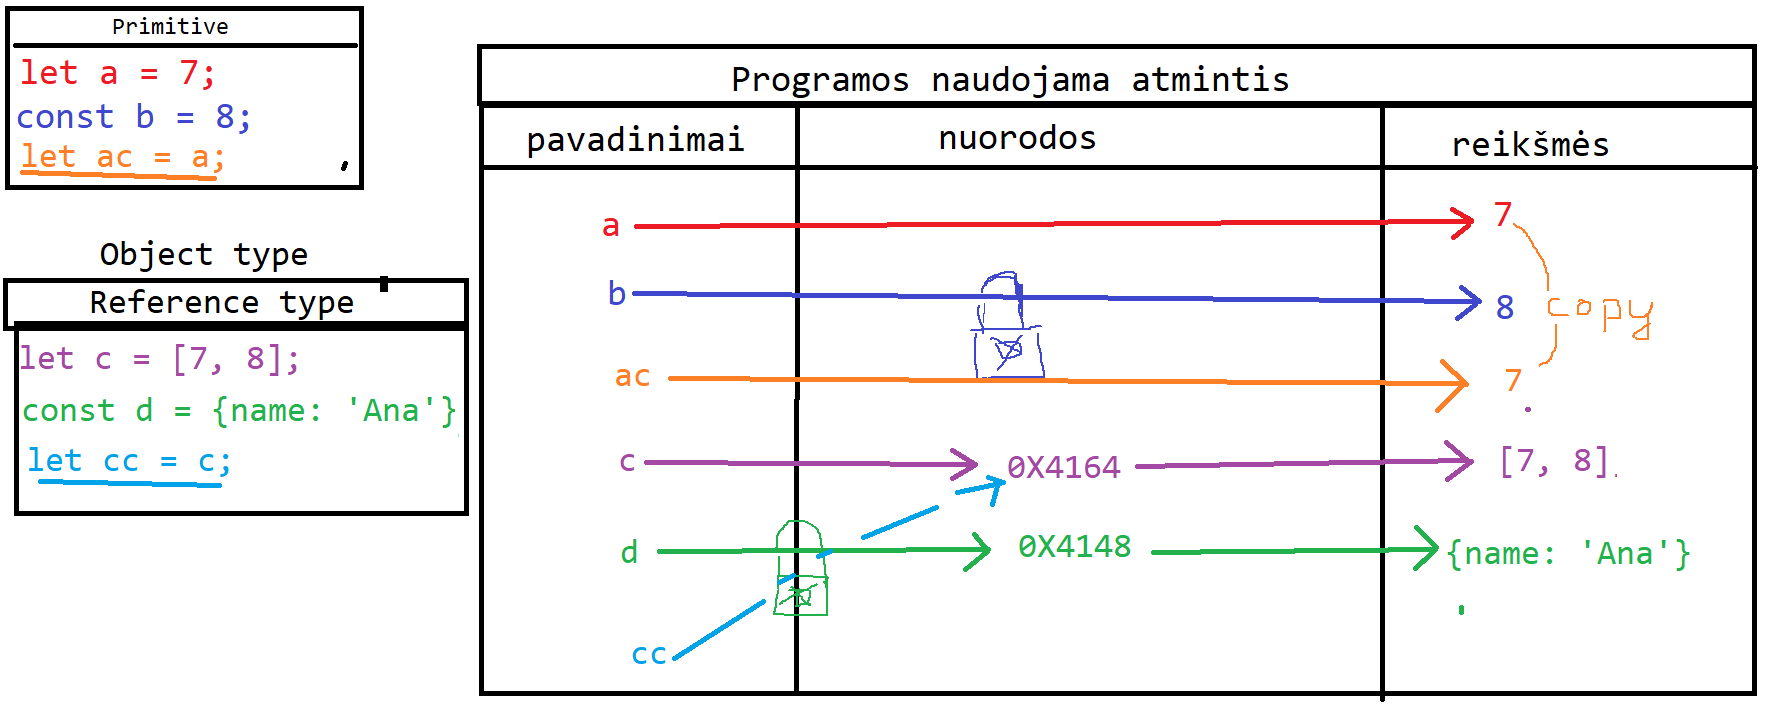 Primitive
let a = 7;
const b = 8;
let ac = a;
Object type
Reference type
let c = [7, 8];
const d = {name: 'Ana'}
let cc = c;
Programos naudojama atmintis
pavadinimai nuorodos reikšmės
a 7
b 8
copy
ac 7
c 0X4164 [7, 8]
d 0X4148 {name: 'Ana'}
cc